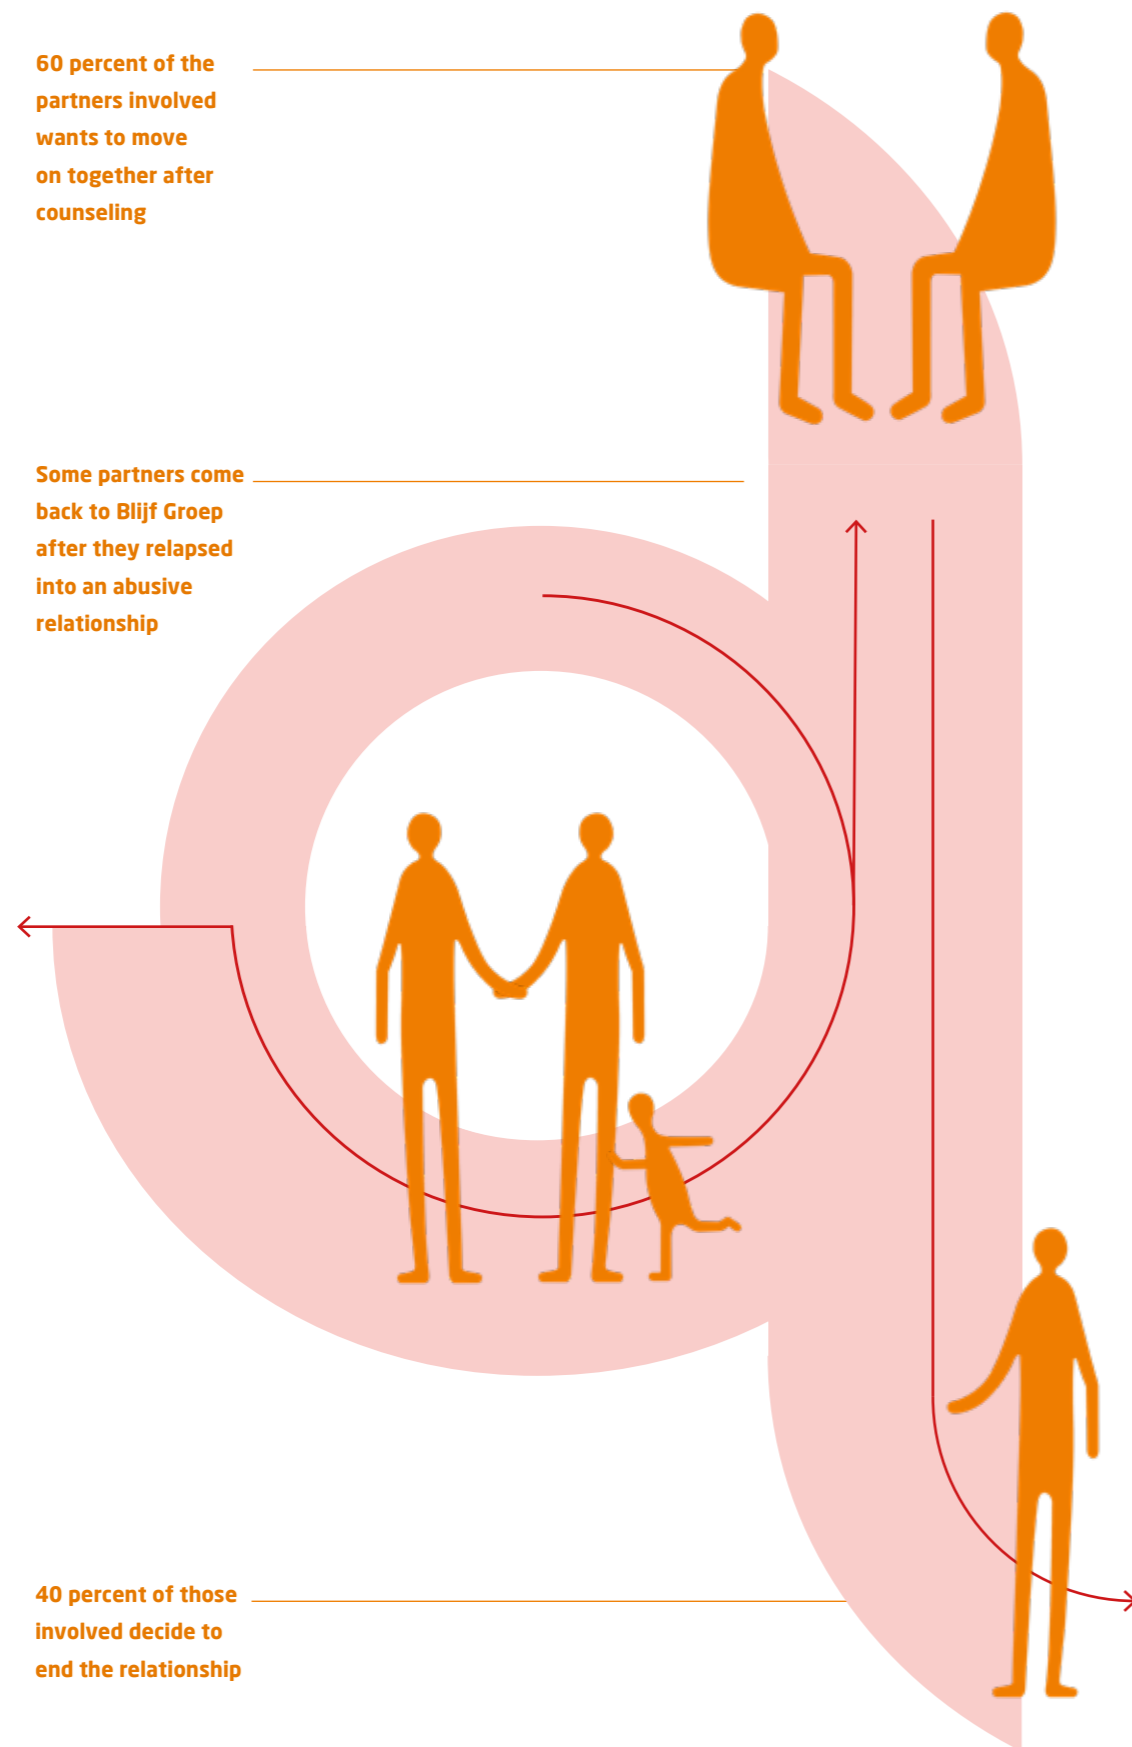 60 percent of the
partners involved
wants to move
on together after
counseling
Some partners come
back to Blijf Groep
after they relapsed
into an abusive
relationship
40 percent of those
involved decide to
end the relationship